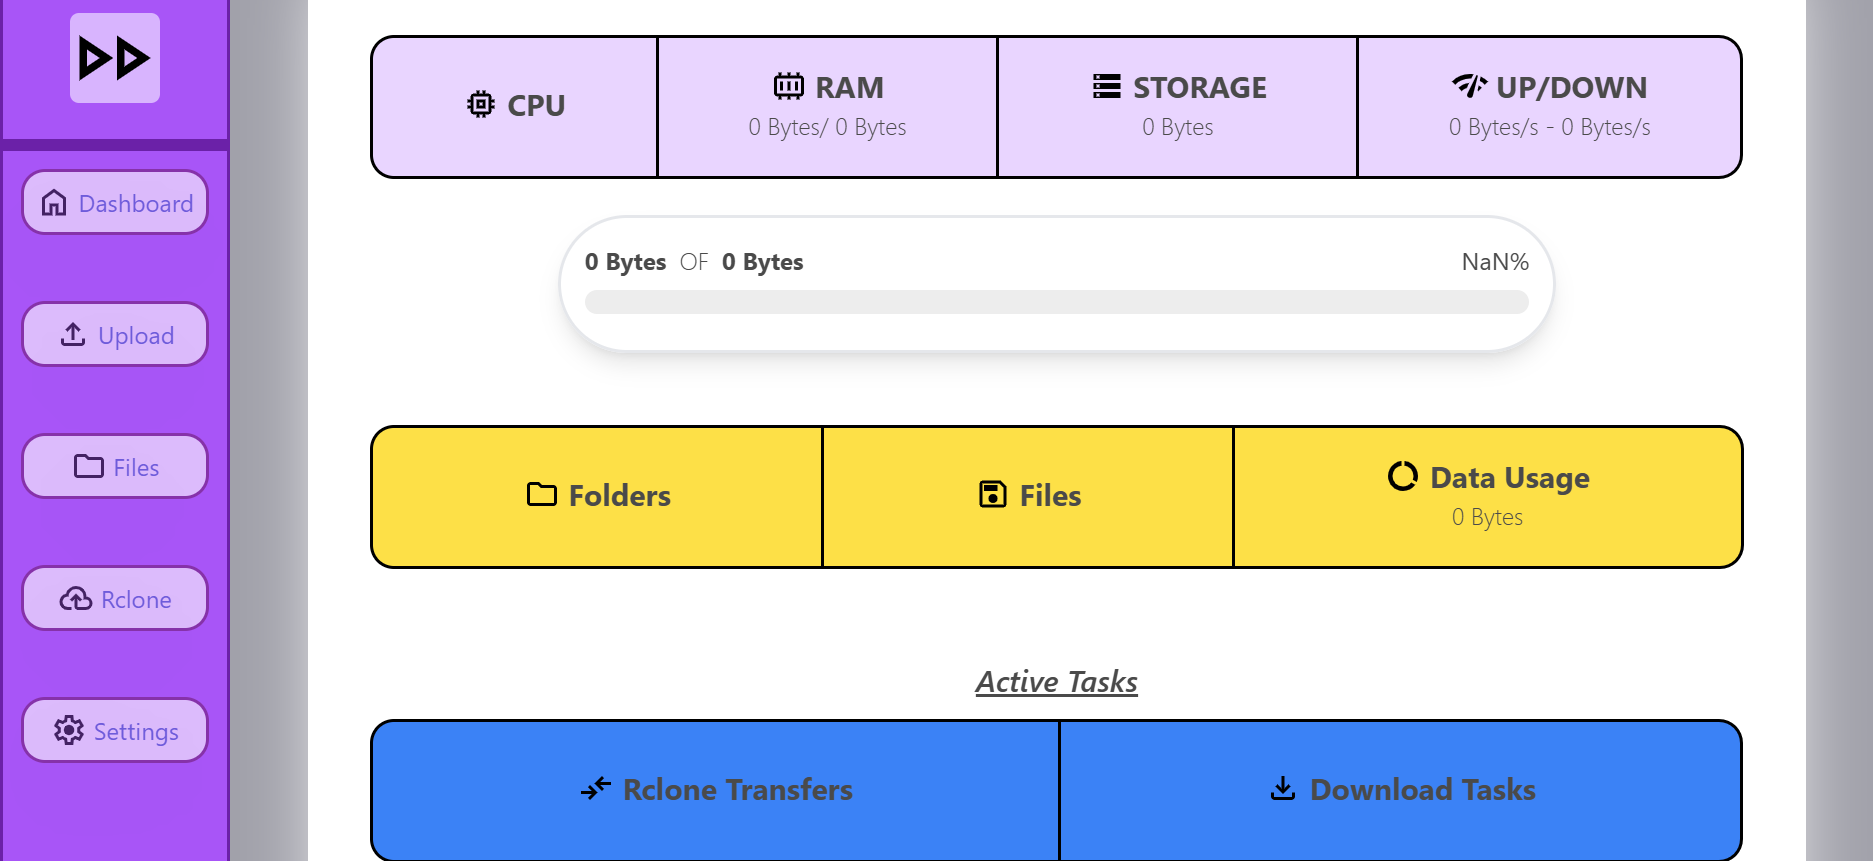 CPU
RAM
0 Bytes/ 0 Bytes
STORAGE
0 Bytes
UP/DOWN
0 Bytes/s - 0 Bytes/s
Dashboard
Upload
Files
Rclone
Settings
0 Bytes OF 0 Bytes
NaN%
Folders
Files
Data Usage
0 Bytes
Active Tasks
Rclone Transfers
Download Tasks